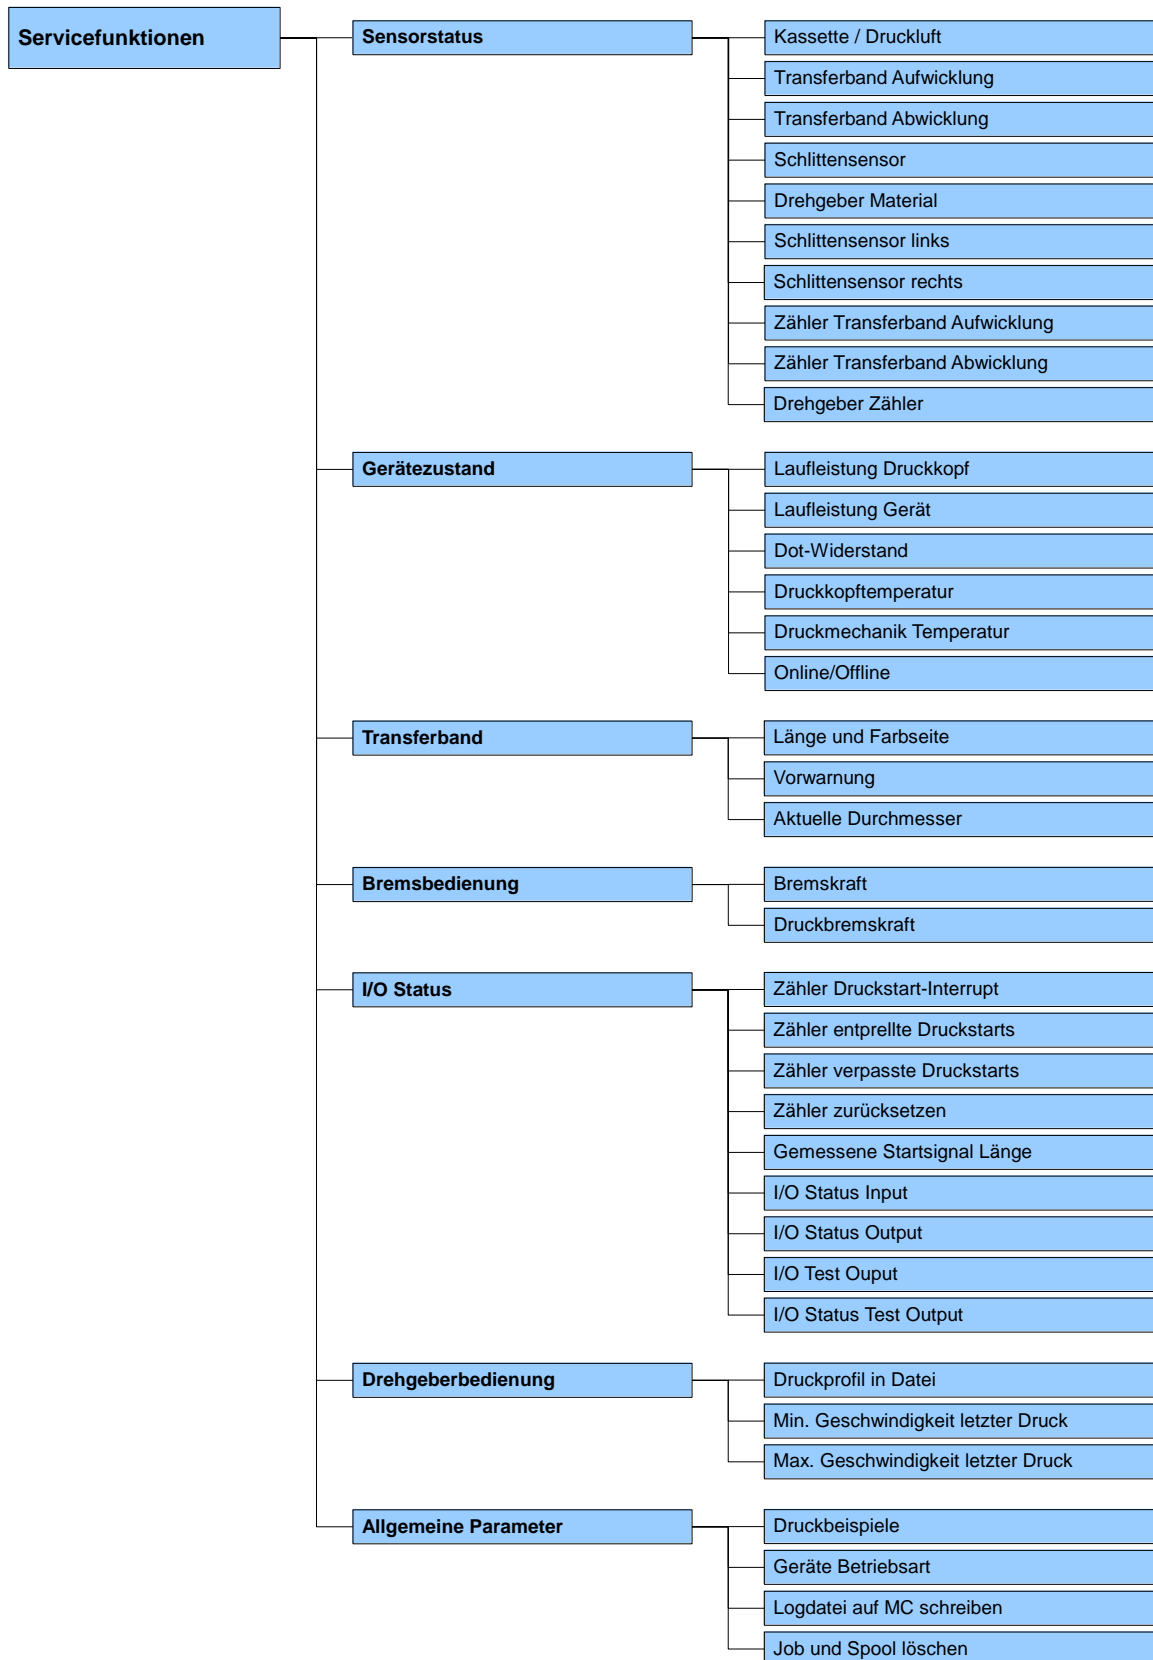 Servicefunktionen
Sensorstatus
Kassette / Druckluft
Transferband Aufwicklung
Transferband Abwicklung
Schlittensensor
Drehgeber Material
Schlittensensor links
Schlittensensor rechts
Zähler Transferband Aufwicklung
Zähler Transferband Abwicklung
Drehgeber Zähler
Gerätezustand
Laufleistung Druckkopf
Laufleistung Gerät
Dot-Widerstand
Druckkopftemperatur
Druckmechanik Temperatur
Online/Offline
Transferband
Länge und Farbseite
Vorwarnung
Aktuelle Durchmesser
Bremsbedienung
Bremskraft
Druckbremskraft
I/O Status
Zähler Druckstart-Interrupt
Zähler entprellte Druckstarts
Zähler verpasste Druckstarts
Zähler zurücksetzen
Gemessene Startsignal Länge
I/O Status Input
I/O Status Output
I/O Test Ouput
I/O Status Test Output
Drehgeberbedienung
Druckprofil in Datei
Min. Geschwindigkeit letzter Druck
Max. Geschwindigkeit letzter Druck
Allgemeine Parameter
Druckbeispiele
Geräte Betriebsart
Logdatei auf MC schreiben
Job und Spool löschen